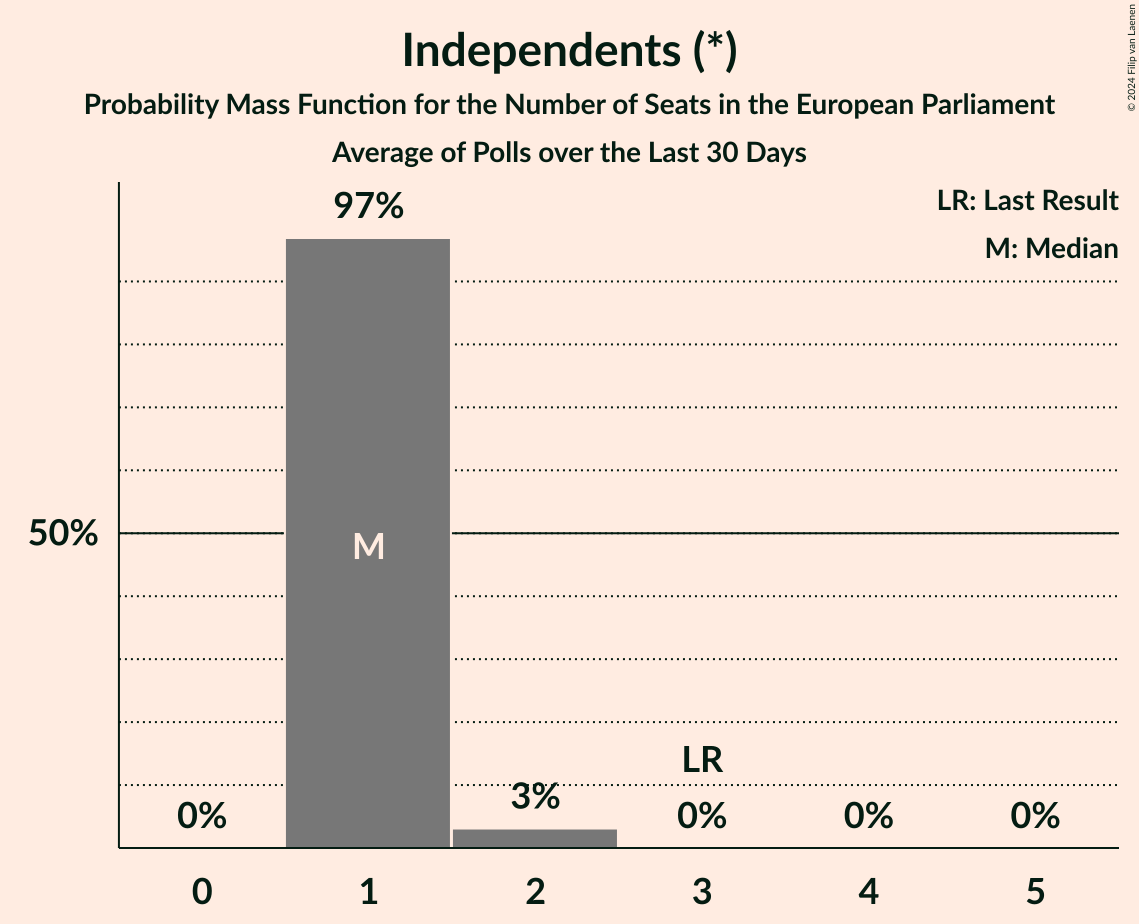 Independents (*)
Probability Mass Function for the Number of Seats in the European Parliament
Average of Polls over the Last 30 Days
© 2024 Filip van Laenen
LR: Last Result
M: Median
97%
50%
M
LR
0%
3%
0%
0%
0%
0 1 2 3 4 5